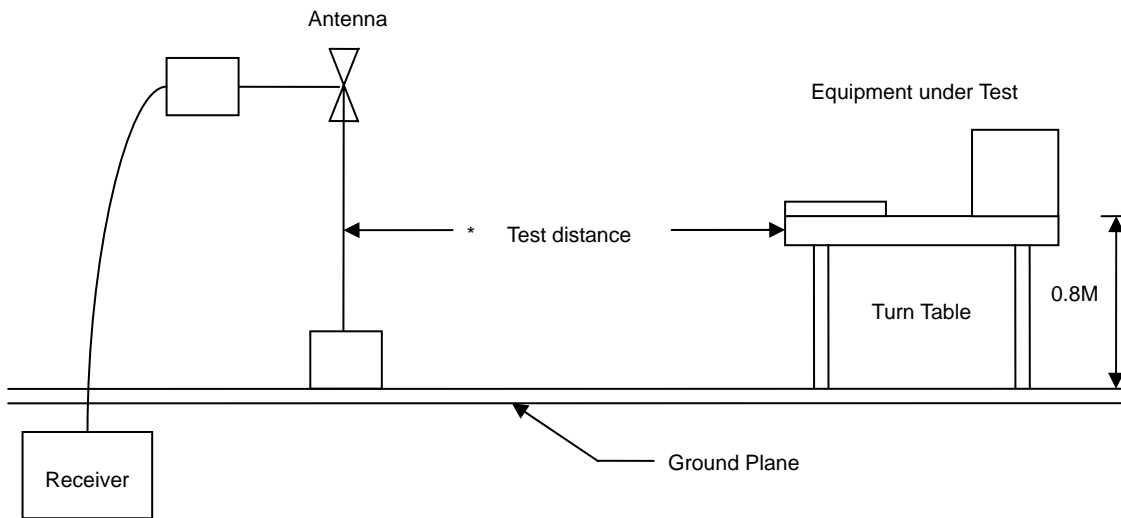 Antenna
Equipment under Test
* Test distance
0.8M
Turn Table
Ground Plane
Receiver